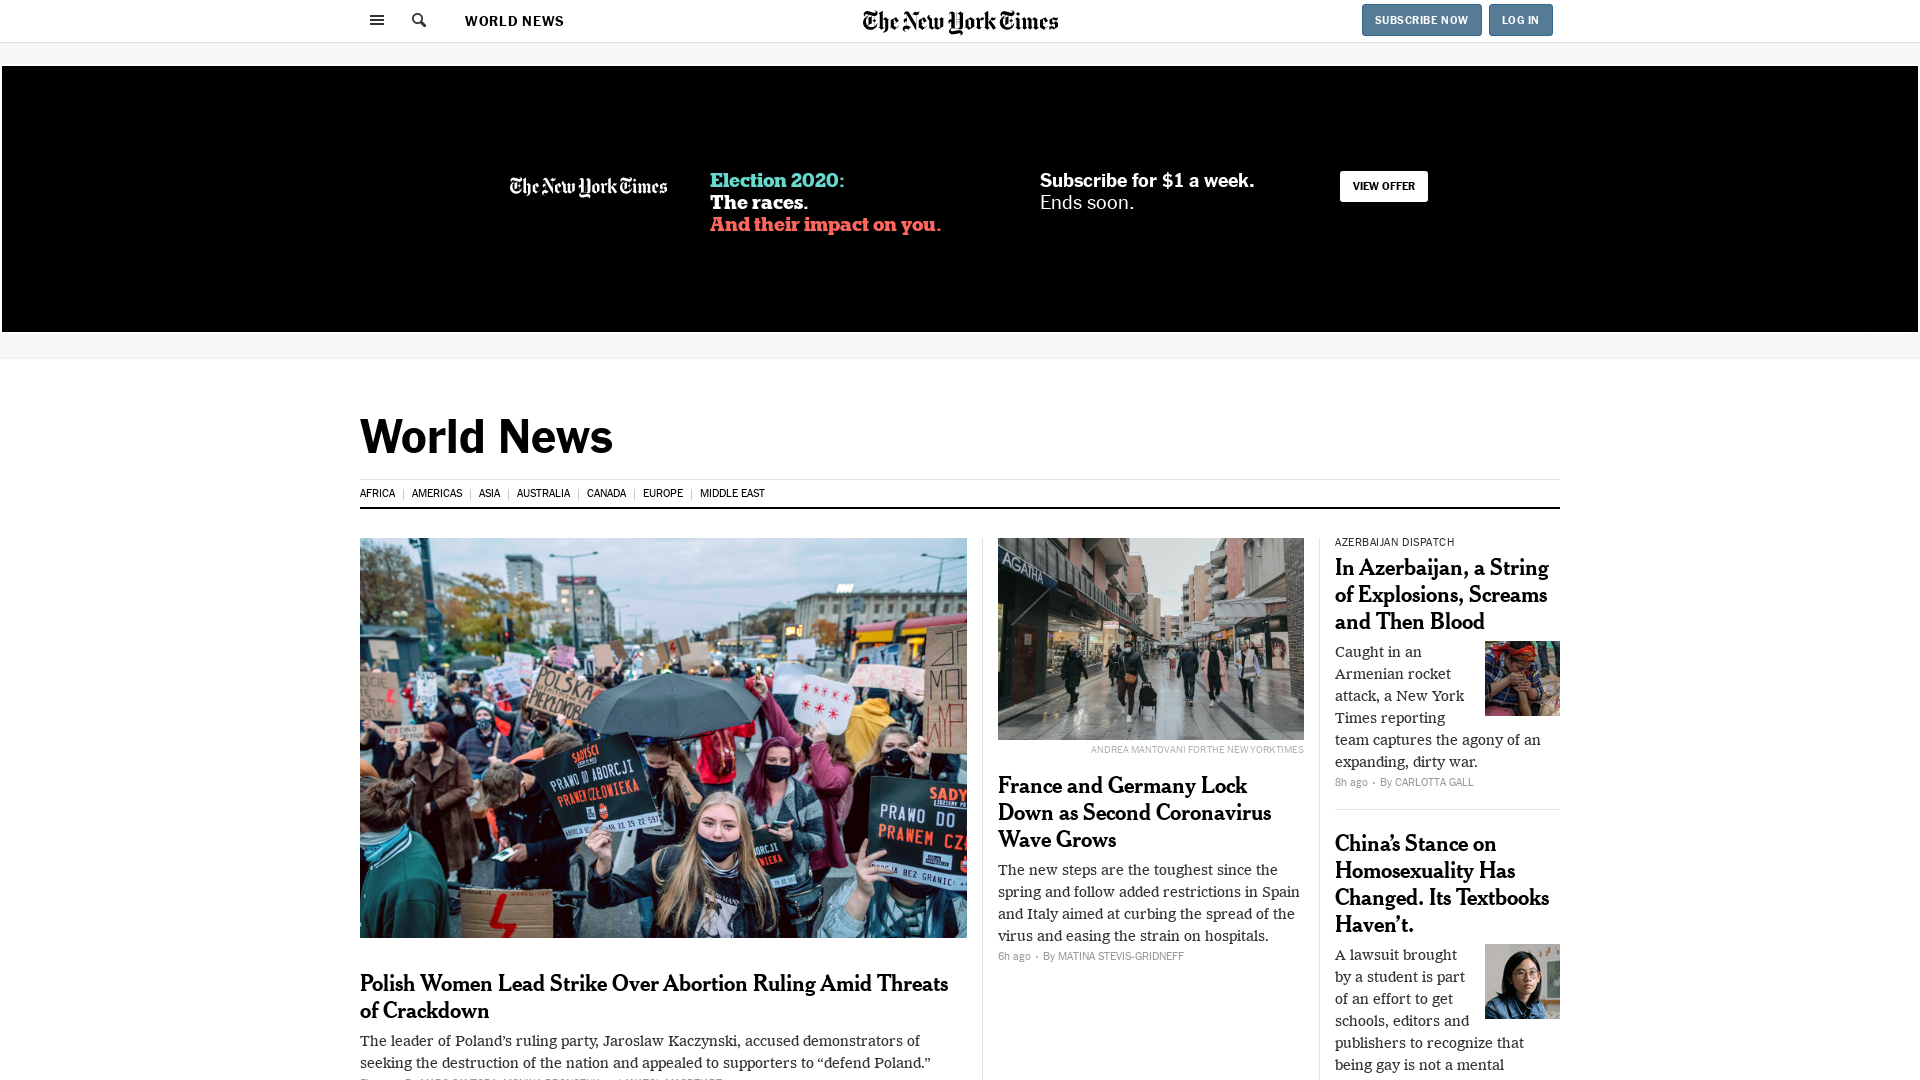 WORLD NEWS
The New York Times
SUBSCRIBE NOW
LOG IN
The New York Times
Election 2020:
The races.
And their impact on you.
Subscribe for $1 a week.
Ends soon.
VIEW OFFER
World News
AFRICA
AMERICAS
ASIA
AUSTRALIA
CANADA
EUROPE
MIDDLE EAST
POLSKA
PIEPLOKOBIET
SADYŚCI
PRAWO DO ABORCJI
PRAWEM CZŁOWIEKA
PRAWO DO
PRAWEM
BEZ GRANIC
Polish Women Lead Strike Over Abortion Ruling Amid Threats
of Crackdown
The leader of Poland’s ruling party, Jaroslaw Kaczynski, accused demonstrators of
seeking the destruction of the nation and appealed to supporters to “defend Poland.”
AGATHA
ANDREA MANTOVANI FOR THE NEW YORK TIMES
France and Germany Lock
Down as Second Coronavirus
Wave Grows
The new steps are the toughest since the
spring and follow added restrictions in Spain
and Italy aimed at curbing the spread of the
virus and easing the strain on hospitals.
6h ago • By MATINA STEVIS-GRIDNEFF
AZERBAIJAN DISPATCH
In Azerbaijan, a String
of Explosions, Screams
and Then Blood
Caught in an
Armenian rocket
attack, a New York
Times reporting
team captures the agony of an
expanding, dirty war.
8h ago • By CARLOTTA GALL
China’s Stance on
Homosexuality Has
Changed. Its Textbooks
Haven’t.
A lawsuit brought
by a student is part
of an effort to get
schools, editors and
publishers to recognize that
being gay is not a mental